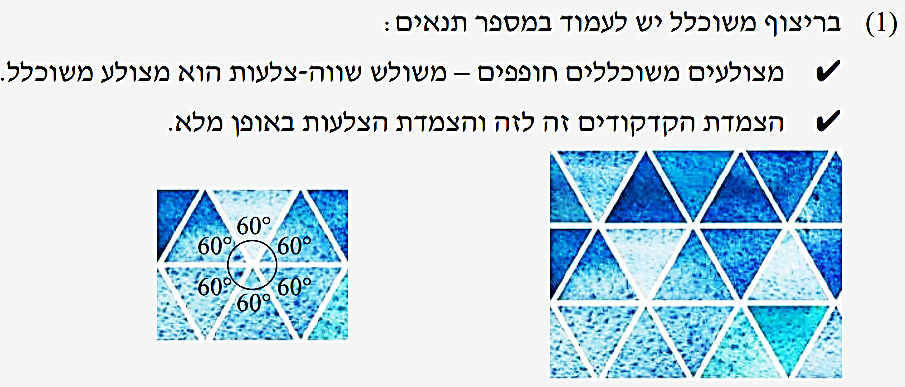 (1) בריצוף משוכלל יש לעמוד במספר תנאים:
✔ מצולעים משוכללים חופפים – משולש שווה-צלעות הוא מצולע משוכלל.
✔ הצמדת הקדקודים זה לזה והצמדת הצלעות באופן מלא.
60°
60° 60°
60° 60°
60°